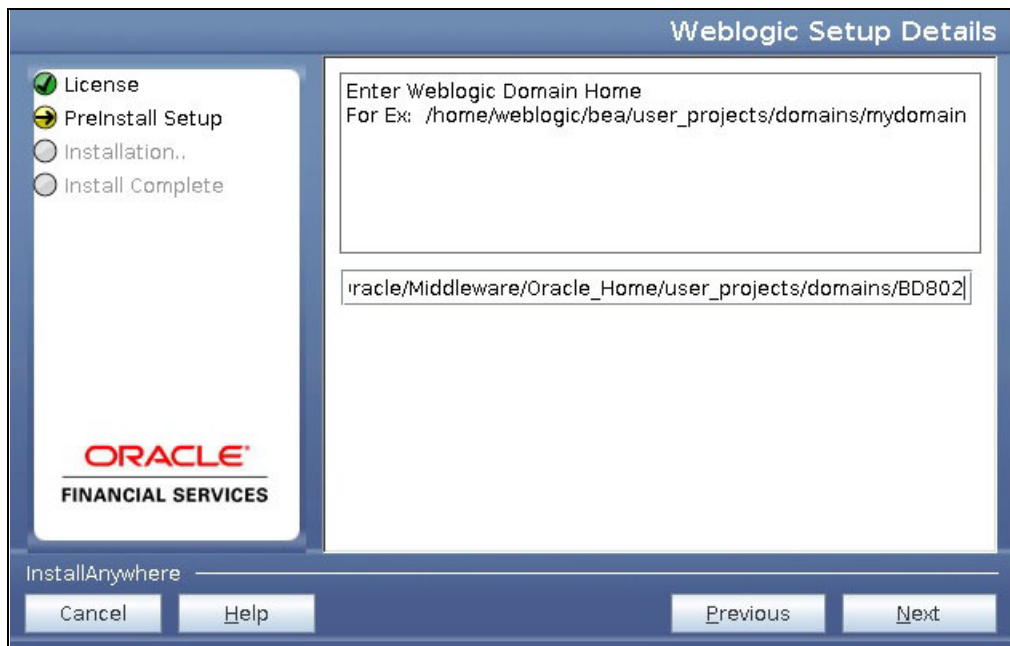 Weblogic Setup Details
License
PreInstall Setup
Installation..
Install Complete
Enter Weblogic Domain Home
For Ex: /home/weblogic/bea/user_projects/domains/mydomain
racle/Middleware/Oracle_Home/user_projects/domains/BD802
ORACLE
FINANCIAL SERVICES
InstallAnywhere
Cancel Help Previous Next